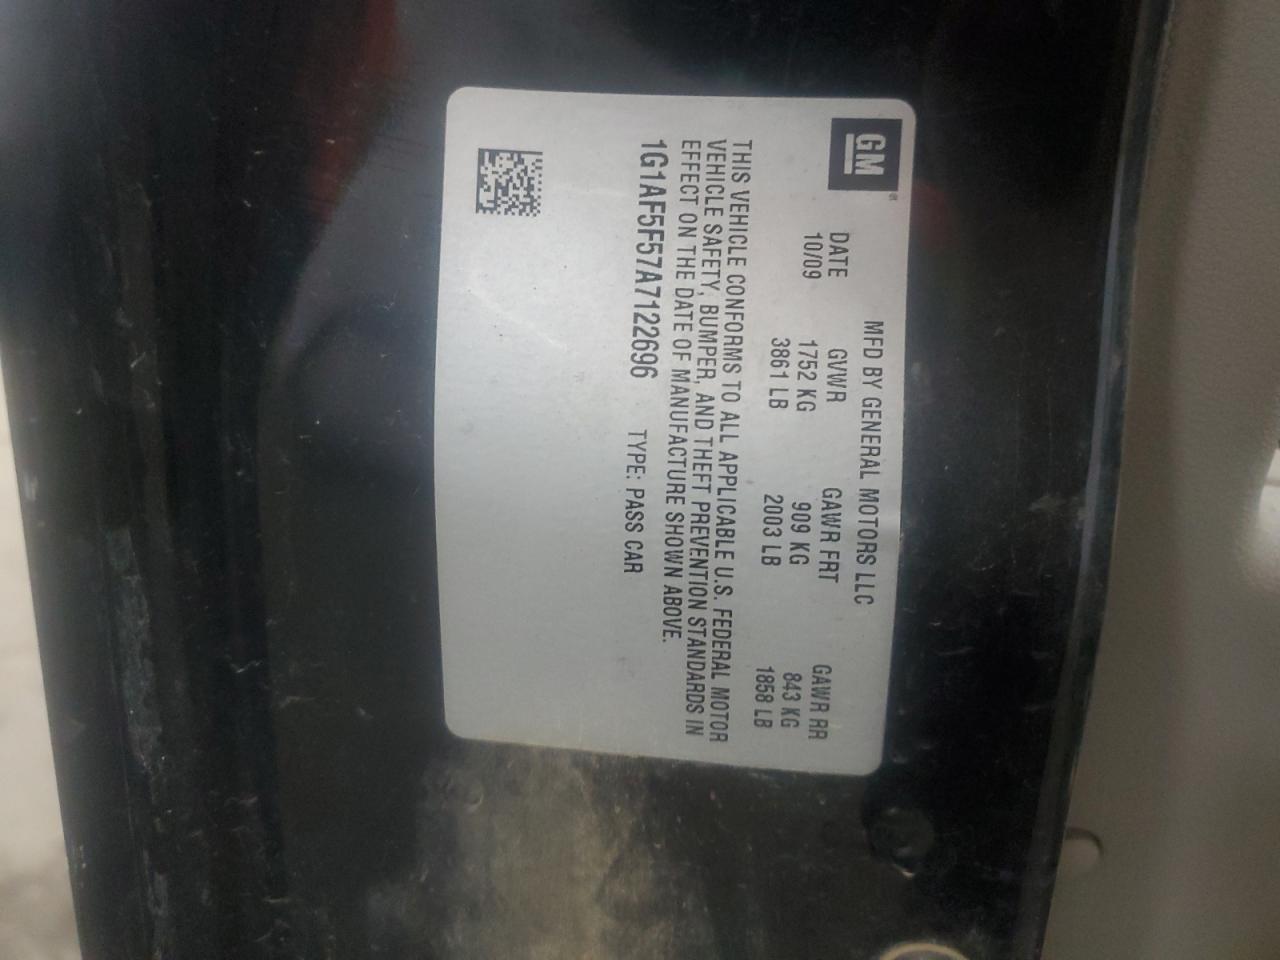 GM
MFD BY GENERAL MOTORS LLC
DATE GVWR GAWR FRT GAWR RR
10/09 1752 KG 909 KG 843 KG
3861 LB 2003 LB 1858 LB
THIS VEHICLE CONFORMS TO ALL APPLICABLE U.S. FEDERAL MOTOR
VEHICLE SAFETY, BUMPER, AND THEFT PREVENTION STANDARDS IN
EFFECT ON THE DATE OF MANUFACTURE SHOWN ABOVE.
1G1AF5F57A7122696 TYPE: PASS CAR